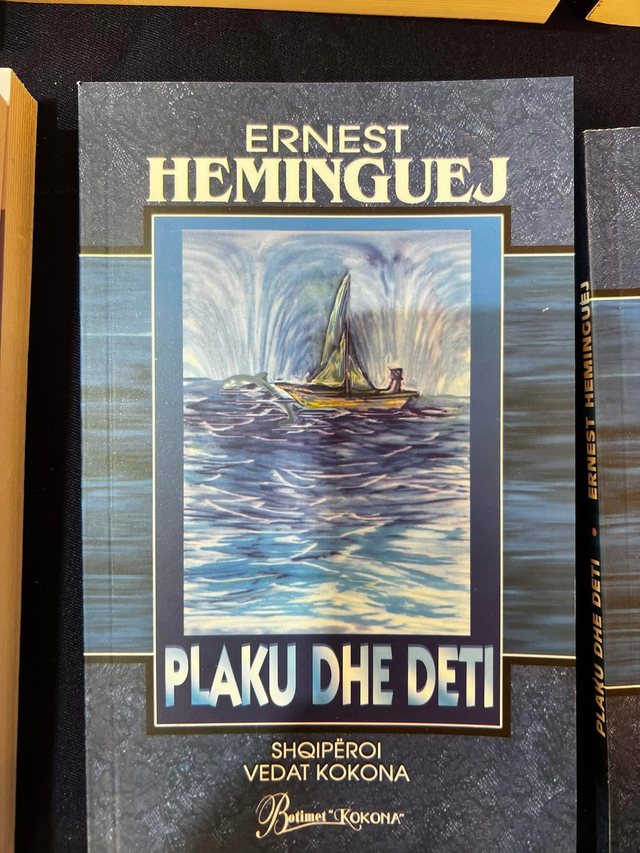 ERNEST
HEMINGUEJ
PLAKU DHE DETI
SHQIPËROI
VEDAT KOKONA
Botimet "KOKONA"
PLAKU DHE DETI • ERNEST HEMINGUEJ